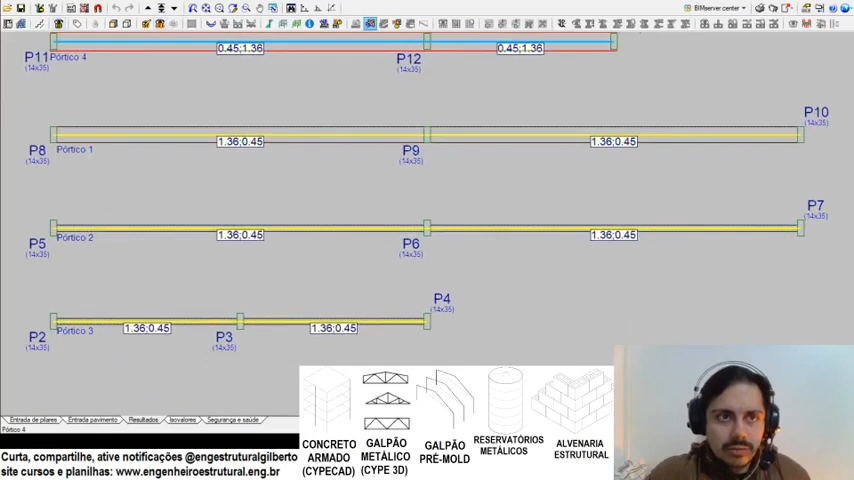 BIMserver.center
0.45;1.36
0.45;1.36
P11
Pórtico 4
(14x35)
P12
(14x35)
P10
(14x35)
1.36;0.45
1.36;0.45
P8
Pórtico 1
(14x35)
P9
(14x35)
P7
(14x35)
1.36;0.45
1.36;0.45
P5
Pórtico 2
(14x35)
P6
(14x35)
P4
(14x35)
1.36;0.45
1.36;0.45
P2
Pórtico 3
(14x35)
P3
(14x35)
Entrada de pilares
Entrada pavimento
Resultados
Isovalores
Segurança e saúde
Pórtico 4
CONCRETO
ARMADO
(CYPECAD)
GALPÃO
METÁLICO
(CYPE 3D)
GALPÃO
PRÉ-MOLD
RESERVATÓRIOS
METÁLICOS
ALVENARIA
ESTRUTURAL
Curta, compartilhe, ative notificações @engestruturalgilberto
site cursos e planilhas: www.engenheiroestrutural.eng.br